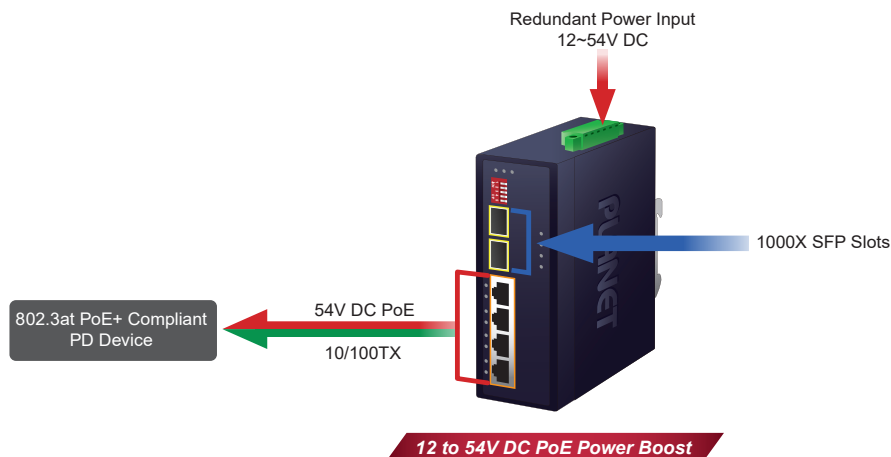 Redundant Power Input
12~54V DC
1000X SFP Slots
PLANET
802.3at PoE+ Compliant
PD Device
54V DC PoE
10/100TX
12 to 54V DC PoE Power Boost